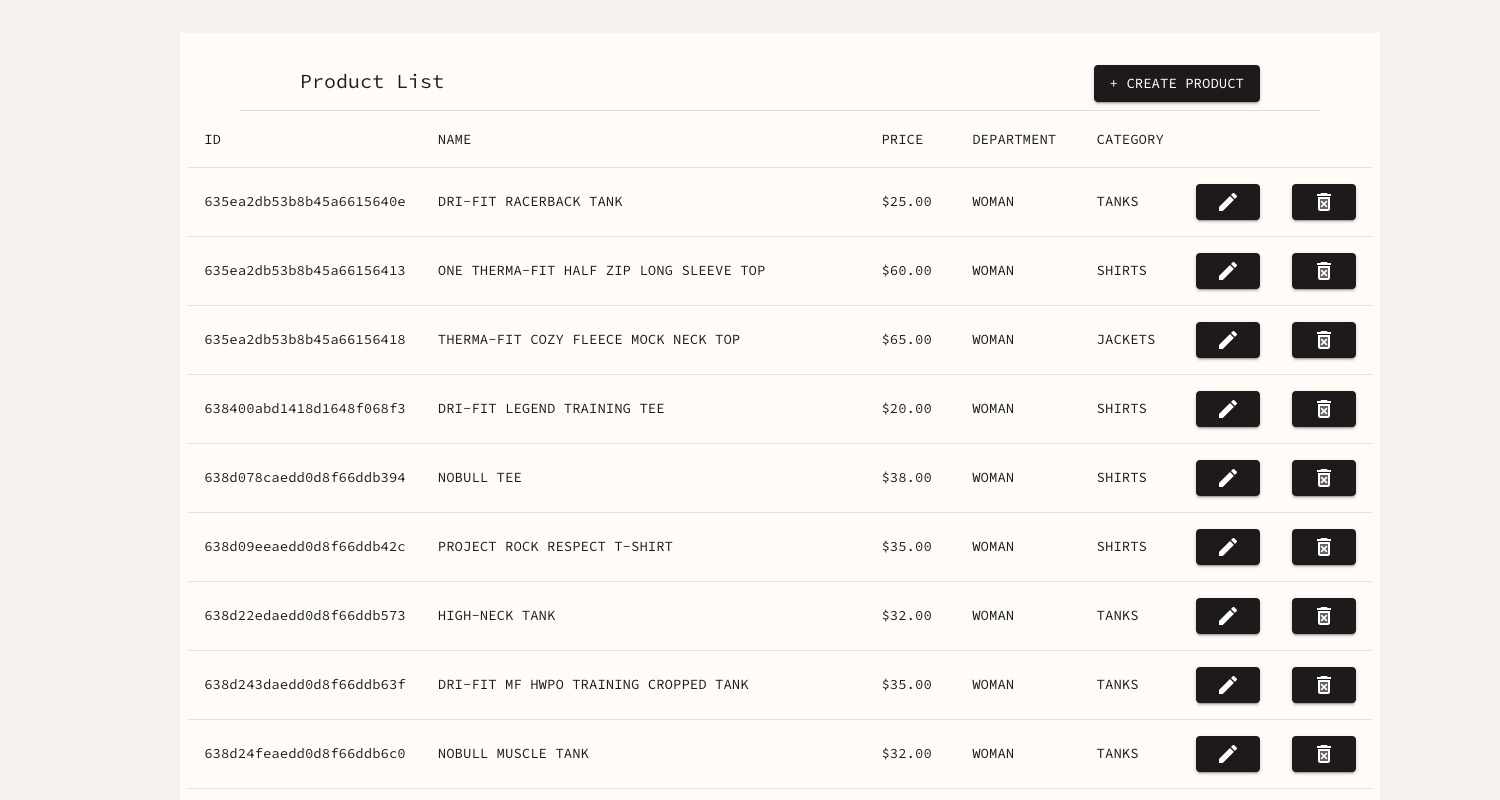 Product List
+ CREATE PRODUCT
ID NAME PRICE DEPARTMENT CATEGORY
635ea2db53b8b45a6615640e DRI-FIT RACERBACK TANK $25.00 WOMAN TANKS
635ea2db53b8b45a66156413 ONE THERMA-FIT HALF ZIP LONG SLEEVE TOP $60.00 WOMAN SHIRTS
635ea2db53b8b45a66156418 THERMA-FIT COZY FLEECE MOCK NECK TOP $65.00 WOMAN JACKETS
638400abd1418d1648f068f3 DRI-FIT LEGEND TRAINING TEE $20.00 WOMAN SHIRTS
638d078caedd0d8f66ddb394 NOBULL TEE $38.00 WOMAN SHIRTS
638d09eeaedd0d8f66ddb42c PROJECT ROCK RESPECT T-SHIRT $35.00 WOMAN SHIRTS
638d22edaedd0d8f66ddb573 HIGH-NECK TANK $32.00 WOMAN TANKS
638d243daedd0d8f66ddb63f DRI-FIT MF HWPO TRAINING CROPPED TANK $35.00 WOMAN TANKS
638d24feaedd0d8f66ddb6c0 NOBULL MUSCLE TANK $32.00 WOMAN TANKS